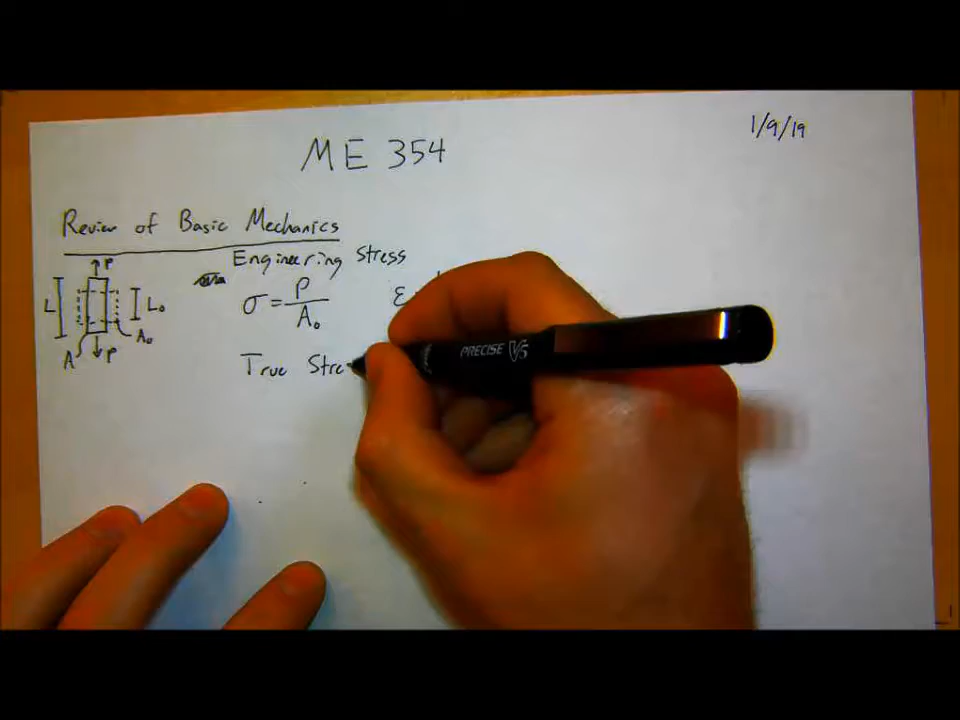 1/9/19
ME 354
Review of Basic Mechanics
Engineering Stress
P
L
L₀
A₀
A
P
σ = P / A₀
ε
True Stre
PRECISE V5